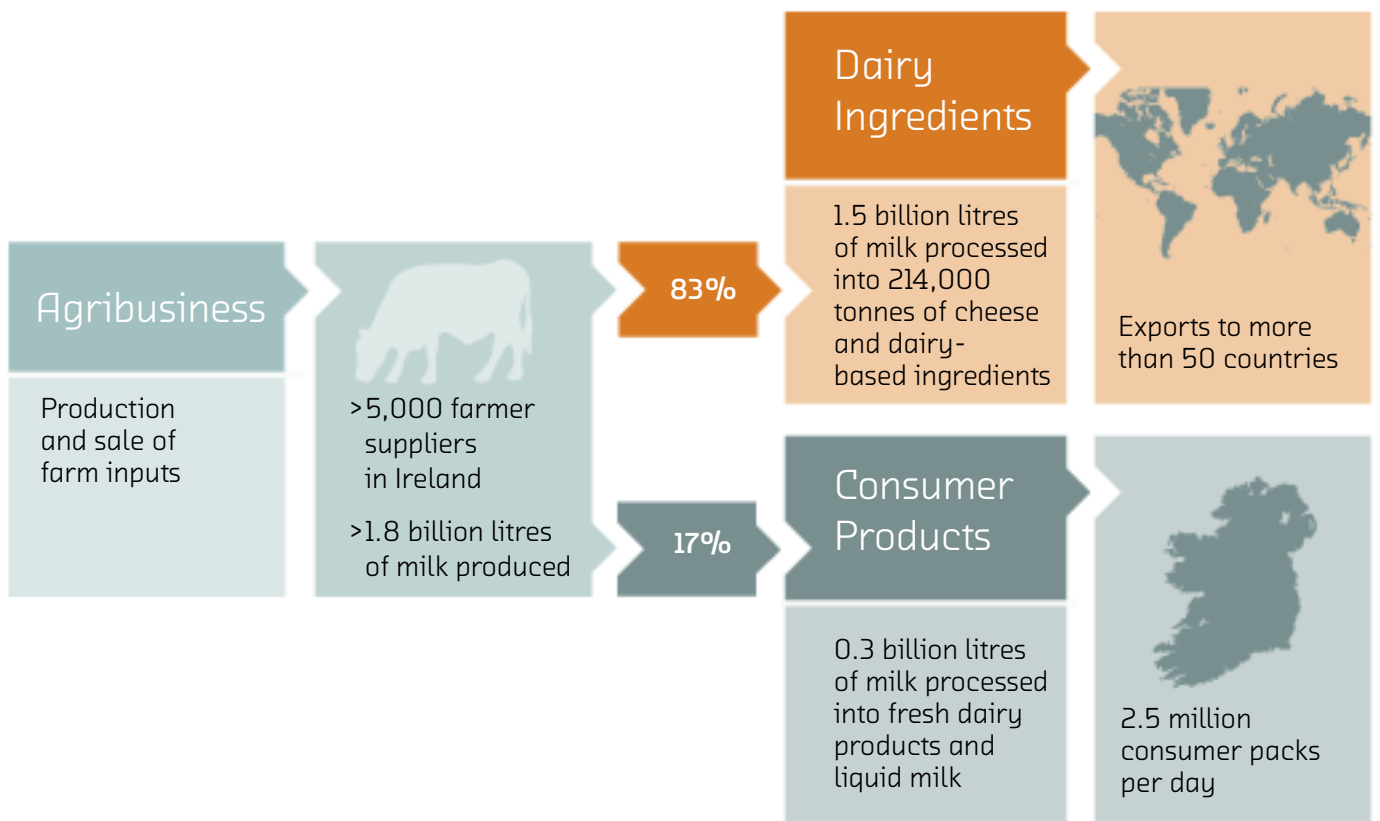 Agribusiness
Production
and sale of
farm inputs
>5,000 farmer
suppliers
in Ireland
>1.8 billion litres
of milk produced
83%
Dairy
Ingredients
1.5 billion litres
of milk processed
into 214,000
tonnes of cheese
and dairy-
based ingredients
Exports to more
than 50 countries
17%
Consumer
Products
0.3 billion litres
of milk processed
into fresh dairy
products and
liquid milk
2.5 million
consumer packs
per day